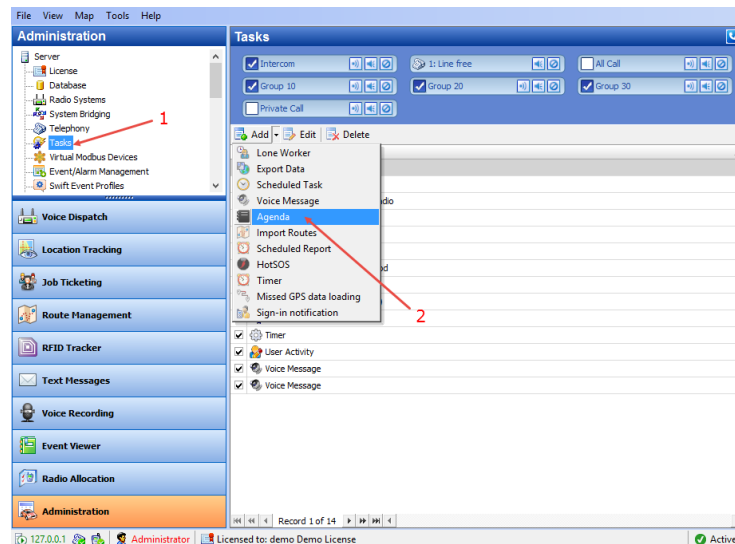 File View Map Tools Help
Administration
Server
License
Database
Radio Systems
System Bridging
Telephony
Tasks
Virtual Modbus Devices
Event/Alarm Management
Swift Event Profiles
1
Voice Dispatch
Location Tracking
Job Ticketing
Route Management
RFID Tracker
Text Messages
Voice Recording
Event Viewer
Radio Allocation
Administration
Tasks
Intercom
1: Line free
All Call
Group 10
Group 20
Group 30
Private Call
Add Edit Delete
Lone Worker
Export Data
Scheduled Task
Voice Message
Agenda
Import Routes
Scheduled Report
HotSOS
Timer
Missed GPS data loading
Sign-in notification
2
Timer
User Activity
Voice Message
Voice Message
Record 1 of 14
127.0.0.1 Administrator Licensed to: demo Demo License Active